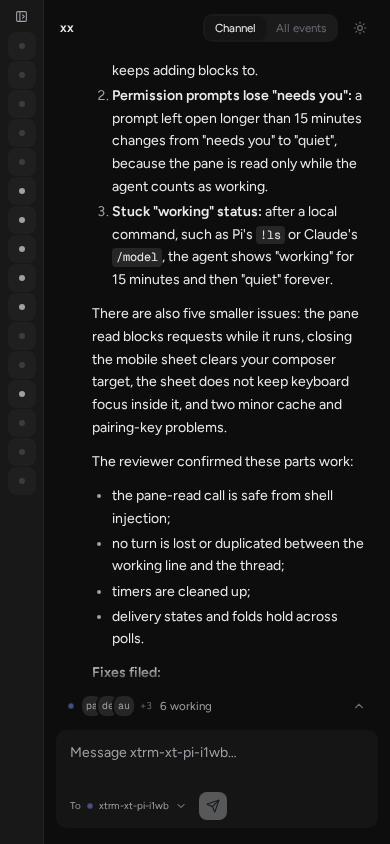 xx
Channel
All events
keeps adding blocks to.
2. Permission prompts lose "needs you": a
prompt left open longer than 15 minutes
changes from "needs you" to "quiet",
because the pane is read only while the
agent counts as working.
3. Stuck "working" status: after a local
command, such as Pi's !ls or Claude's
/model, the agent shows "working" for
15 minutes and then "quiet" forever.
There are also five smaller issues: the pane
read blocks requests while it runs, closing
the mobile sheet clears your composer
target, the sheet does not keep keyboard
focus inside it, and two minor cache and
pairing-key problems.
The reviewer confirmed these parts work:
• the pane-read call is safe from shell
injection;
• no turn is lost or duplicated between the
working line and the thread;
• timers are cleaned up;
• delivery states and folds hold across
polls.
Fixes filed:
pa de au +3 6 working
Message xtrm-xt-pi-i1wb...
To xtrm-xt-pi-i1wb